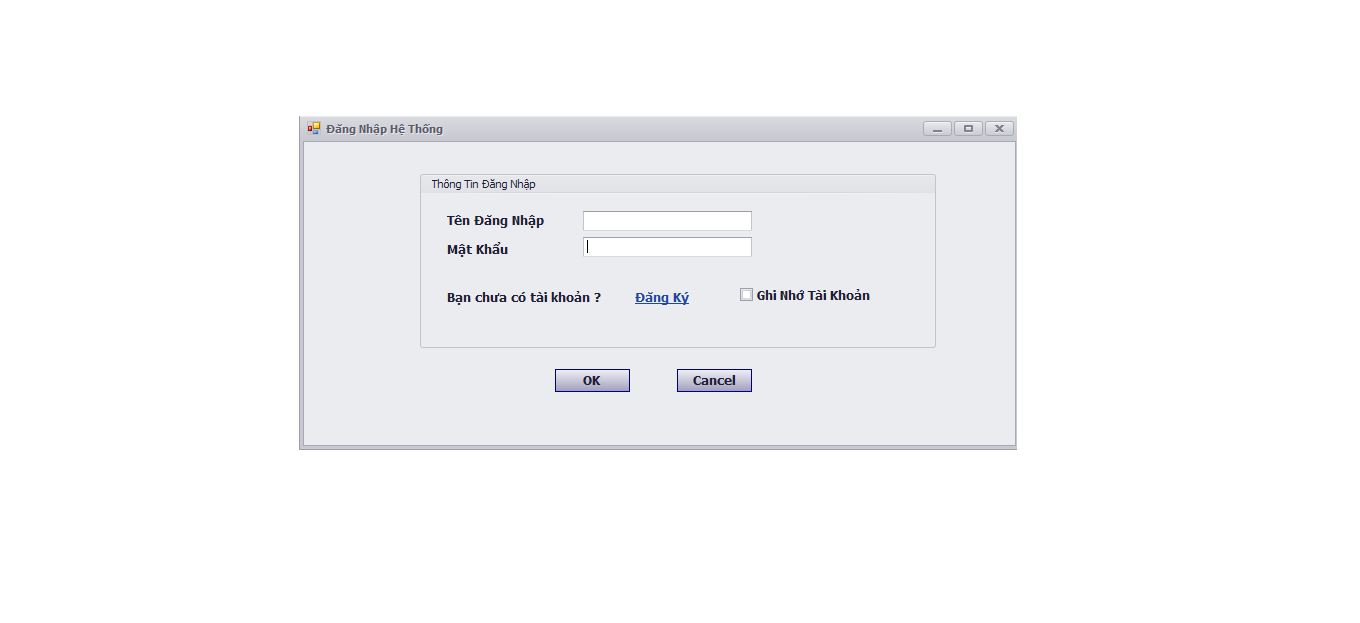 Đăng Nhập Hệ Thống
Thông Tin Đăng Nhập
Tên Đăng Nhập
Mật Khẩu
Bạn chưa có tài khoản ? Đăng Ký Ghi Nhớ Tài Khoản
OK Cancel